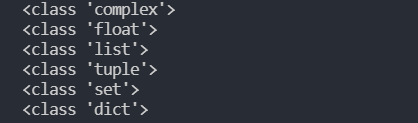 <class 'complex'>
<class 'float'>
<class 'list'>
<class 'tuple'>
<class 'set'>
<class 'dict'>